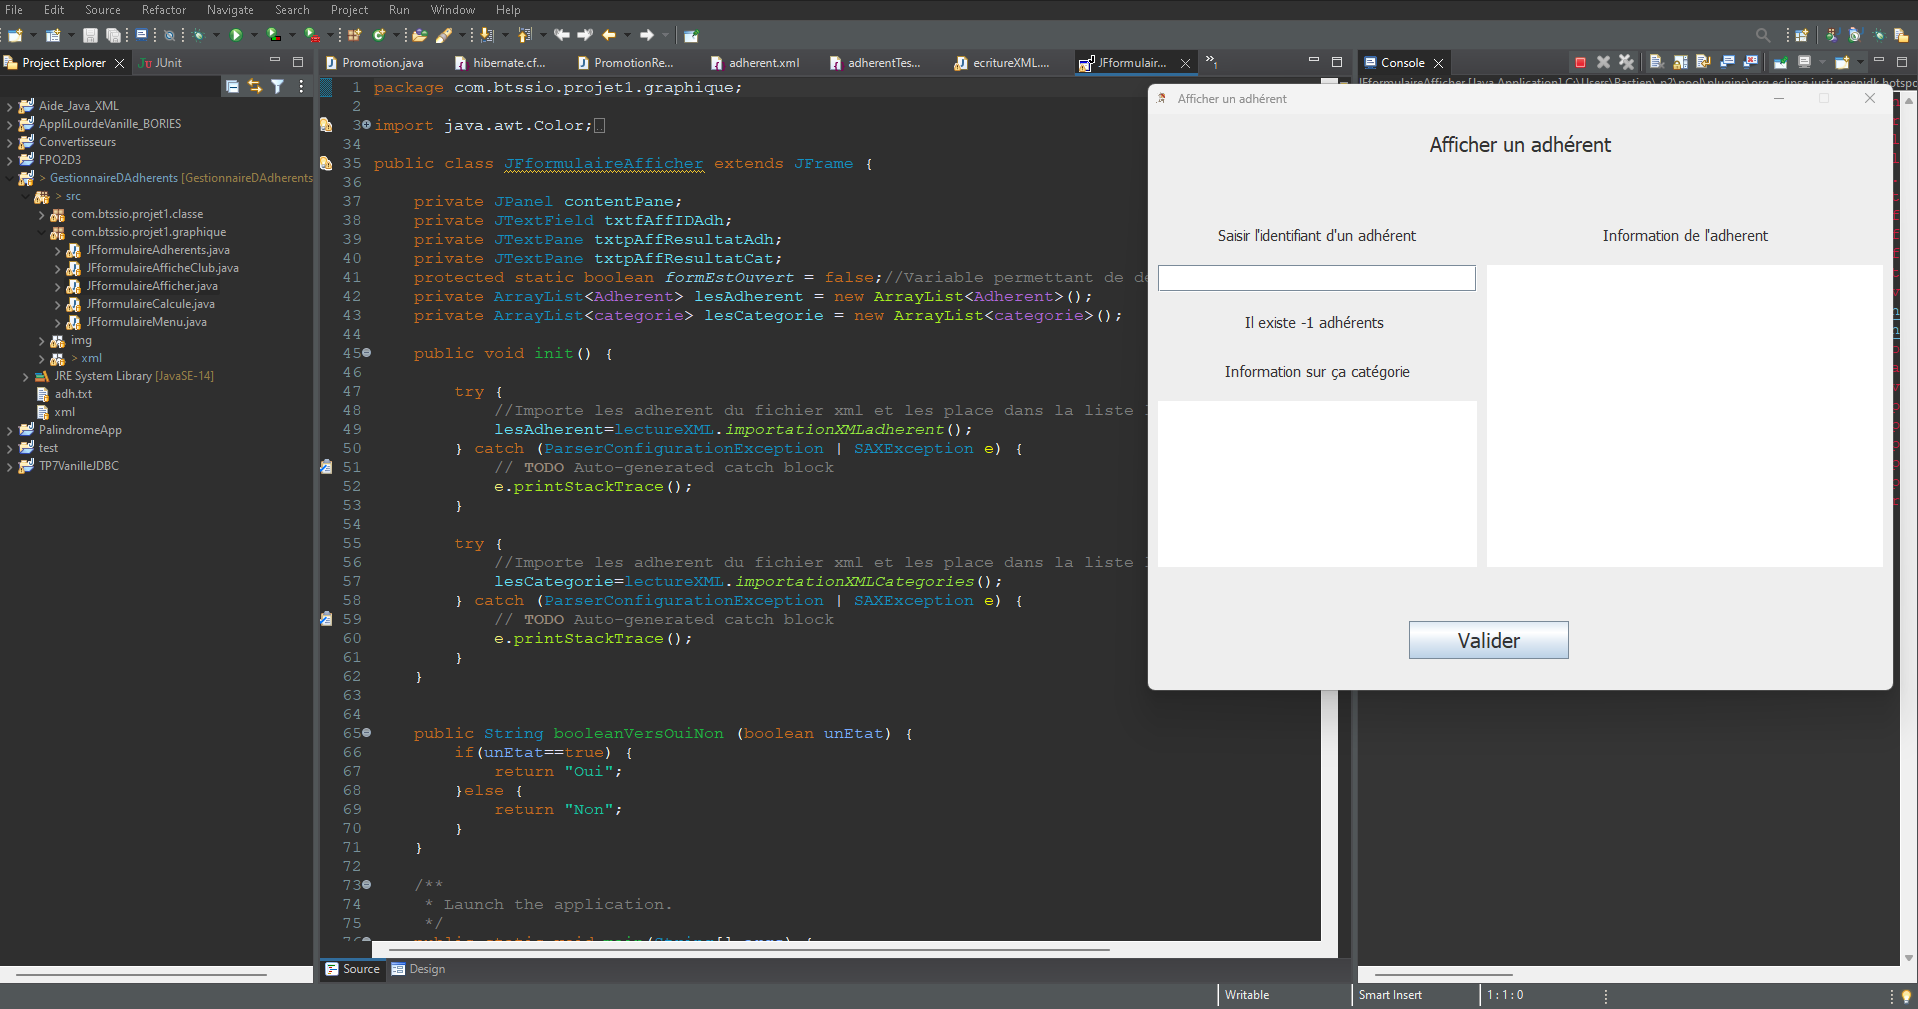 File Edit Source Refactor Navigate Search Project Run Window Help
Project Explorer
JUnit
Promotion.java
hibernate.cf...
PromotionRe...
adherent.xml
adherentTes...
ecritureXML....
JFformulair...
Console
Aide_Java_XML
AppliLourdeVanille_BORIES
Convertisseurs
FPO2D3
> GestionnaireDAdherents [GestionnaireDAdherents
> src
com.btssio.projet1.classe
com.btssio.projet1.graphique
JFformulaireAdherents.java
JFformulaireAfficheClub.java
JFformulaireAfficher.java
JFformulaireCalcule.java
JFformulaireMenu.java
img
> xml
JRE System Library [JavaSE-14]
adh.txt
xml
PalindromeApp
test
TP7VanilleJDBC
1 package com.btssio.projet1.graphique;
2
3 import java.awt.Color;
34
35 public class JFformulaireAfficher extends JFrame {
36
37 private JPanel contentPane;
38 private JTextField txtfAffIDAdh;
39 private JTextPane txtpAffResultatAdh;
40 private JTextPane txtpAffResultatCat;
41 protected static boolean formEstOuvert = false;//Variable permettant de d
42 private ArrayList<Adherent> lesAdherent = new ArrayList<Adherent>();
43 private ArrayList<categorie> lesCategorie = new ArrayList<categorie>();
44
45 public void init() {
46
47 try {
48 //Importe les adherent du fichier xml et les place dans la liste
49 lesAdherent=lectureXML.importationXMLadherent();
50 } catch (ParserConfigurationException | SAXException e) {
51 // TODO Auto-generated catch block
52 e.printStackTrace();
53 }
54
55 try {
56 //Importe les adherent du fichier xml et les place dans la liste
57 lesCategorie=lectureXML.importationXMLCategories();
58 } catch (ParserConfigurationException | SAXException e) {
59 // TODO Auto-generated catch block
60 e.printStackTrace();
61 }
62 }
63
64
65 public String booleanVersOuiNon (boolean unEtat) {
66 if(unEtat==true) {
67 return "Oui";
68 }else {
69 return "Non";
70 }
71 }
72
73 /**
74 * Launch the application.
75 */
Source
Design
Afficher un adhérent
Afficher un adhérent
Saisir l'identifiant d'un adhérent
Information de l'adherent
Il existe -1 adhérents
Information sur ça catégorie
Valider
Writable
Smart Insert
1 : 1 : 0